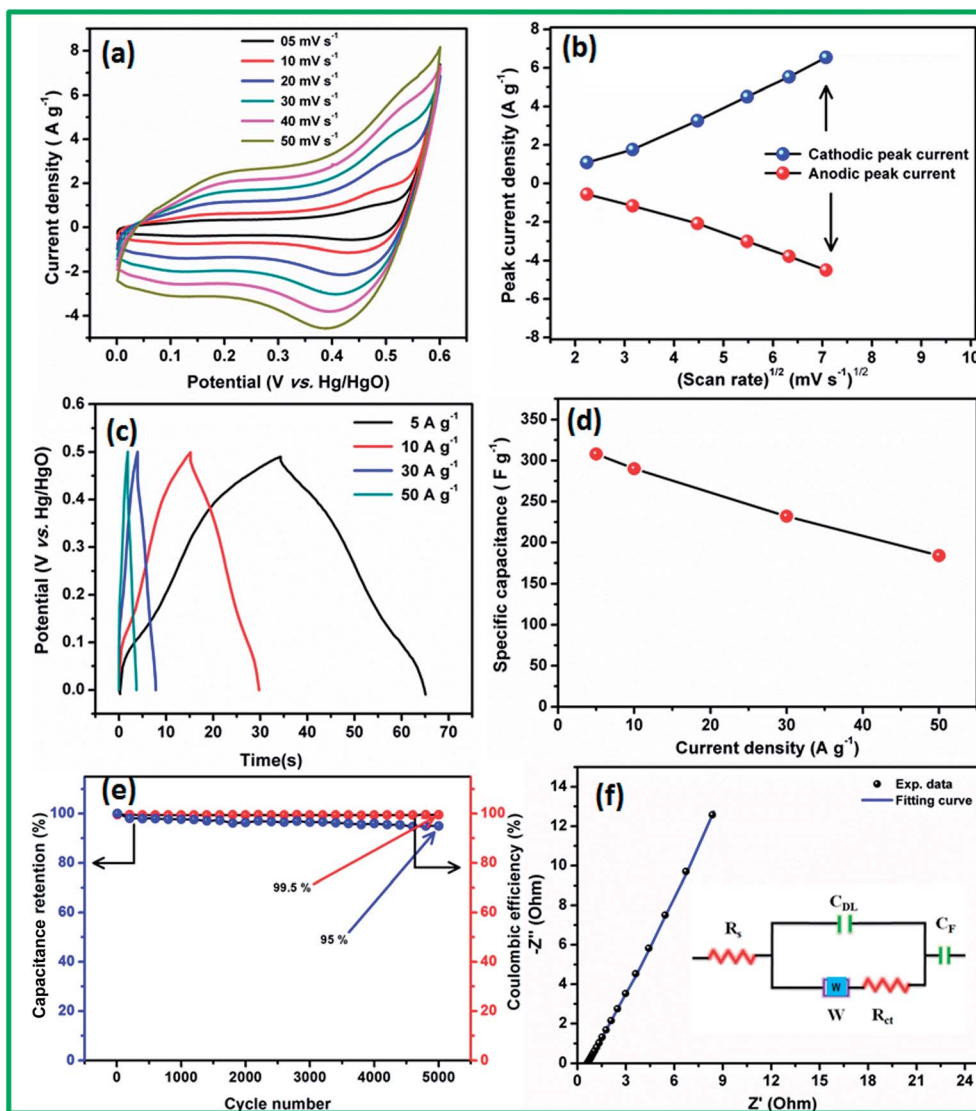 (a)
05 mV s⁻¹
10 mV s⁻¹
20 mV s⁻¹
30 mV s⁻¹
40 mV s⁻¹
50 mV s⁻¹
Current density ( A g⁻¹)
8
6
4
2
0
-2
-4
0.0 0.1 0.2 0.3 0.4 0.5 0.6
Potential (V vs. Hg/HgO)
(b)
Peak current density (A g⁻¹)
8
6
4
2
0
-2
-4
-6
-8
Cathodic peak current
Anodic peak current
2 3 4 5 6 7 8 9 10
(Scan rate)¹/² (mV s⁻¹)¹/²
(c)
5 A g⁻¹
10 A g⁻¹
30 A g⁻¹
50 A g⁻¹
Potential (V vs. Hg/HgO)
0.5
0.4
0.3
0.2
0.1
0.0
0 10 20 30 40 50 60 70
Time(s)
(d)
Specific capacitance ( F g⁻¹)
350
300
250
200
150
100
50
0
0 10 20 30 40 50
Current density (A g⁻¹)
(e)
Capacitance retention (%)
100
80
60
40
20
0
99.5 %
95 %
100
80
60
40
20
0
Coulombic efficiency (%)
0 1000 2000 3000 4000 5000
Cycle number
(f)
Exp. data
Fitting curve
-Z'' (Ohm)
14
12
10
8
6
4
2
0
Rs
CDL
CF
W
W
Rct
0 3 6 9 12 15 18 21 24
Z' (Ohm)